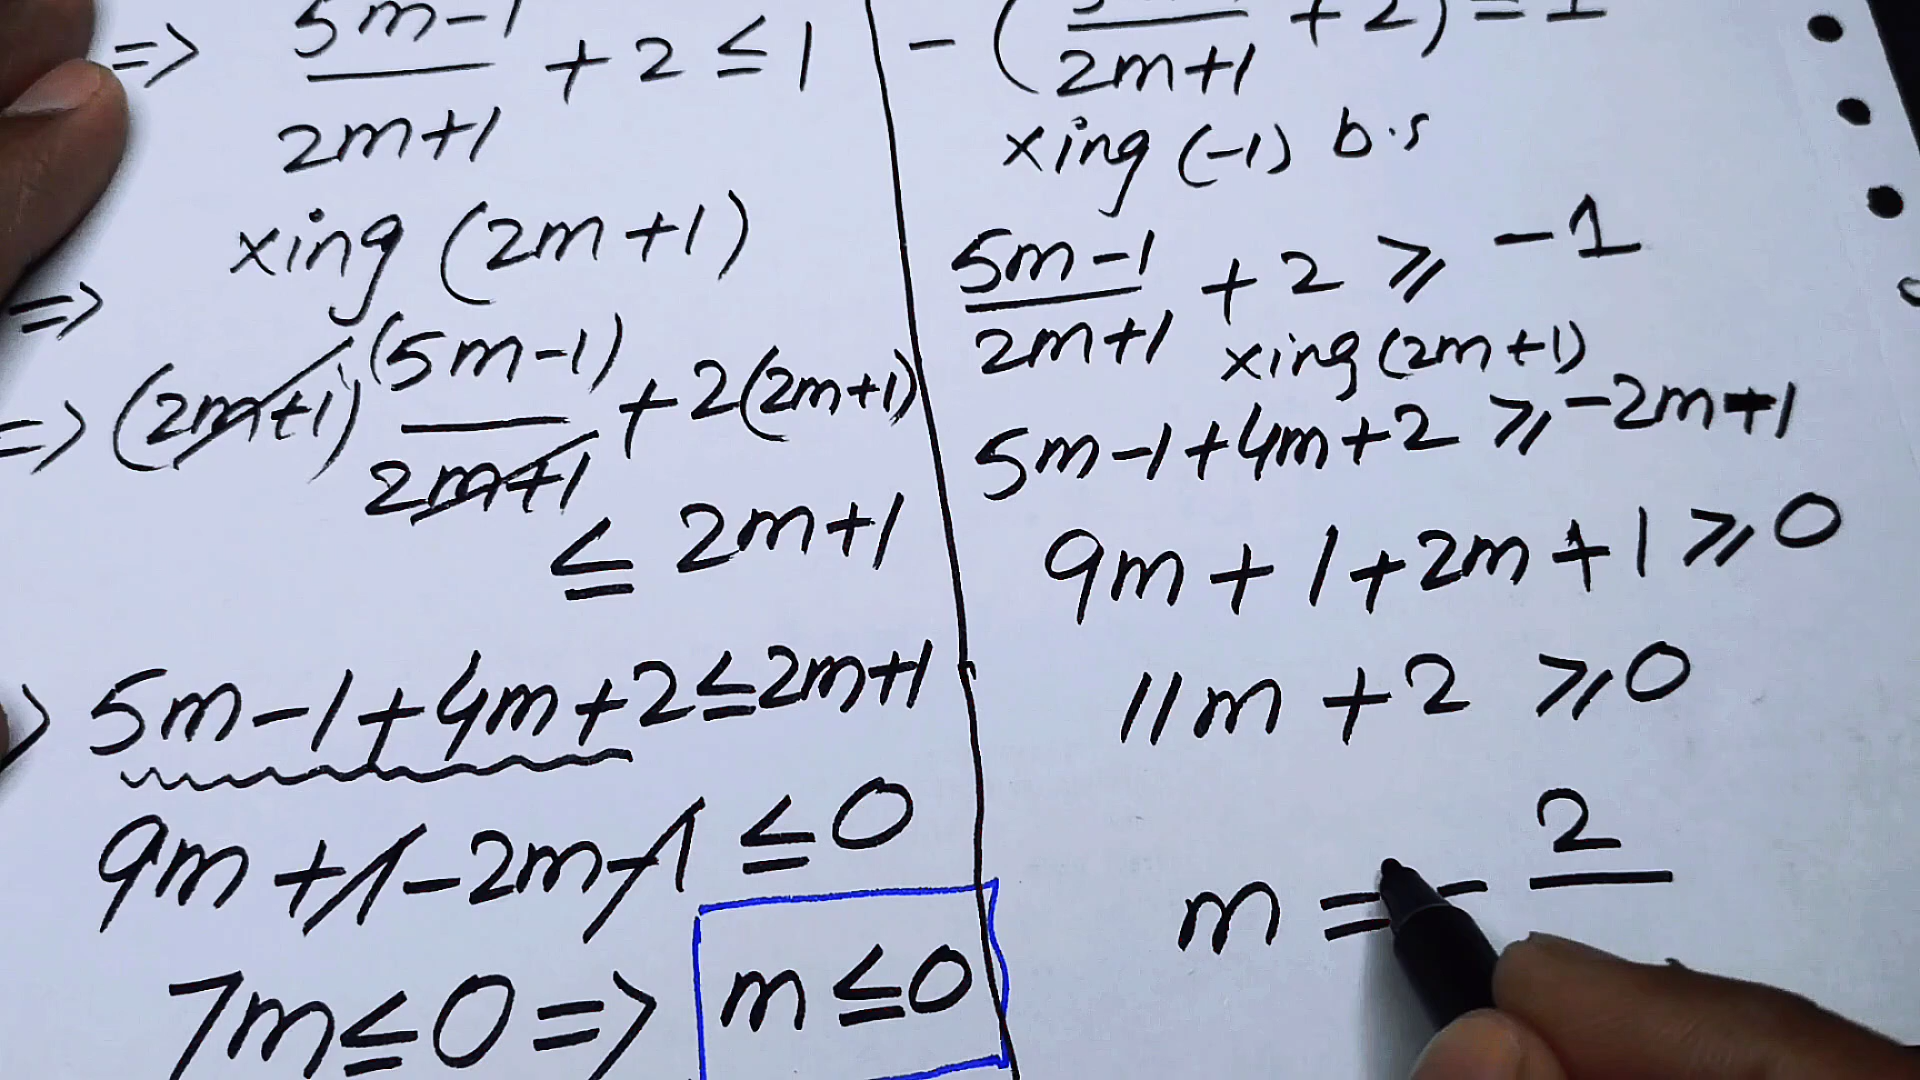 => 5m-1/2m+1 + 2 ≤ 1
xing (2m+1)
=>
=> (2m+1) (5m-1)/2m+1 + 2(2m+1)
≤ 2m+1
> 5m-1+4m+2≤2m+1
9m+1-2m-1 ≤0
7m≤0 => m≤0
2m+1 + 2) = 1
xing (-1) b.s
5m-1/2m+1 + 2 ⩾ -1
xing (2m+1)
5m-1+4m+2 ⩾ -2m-1
9m+1+2m+1⩾0
11m+2 ⩾0
m = - 2